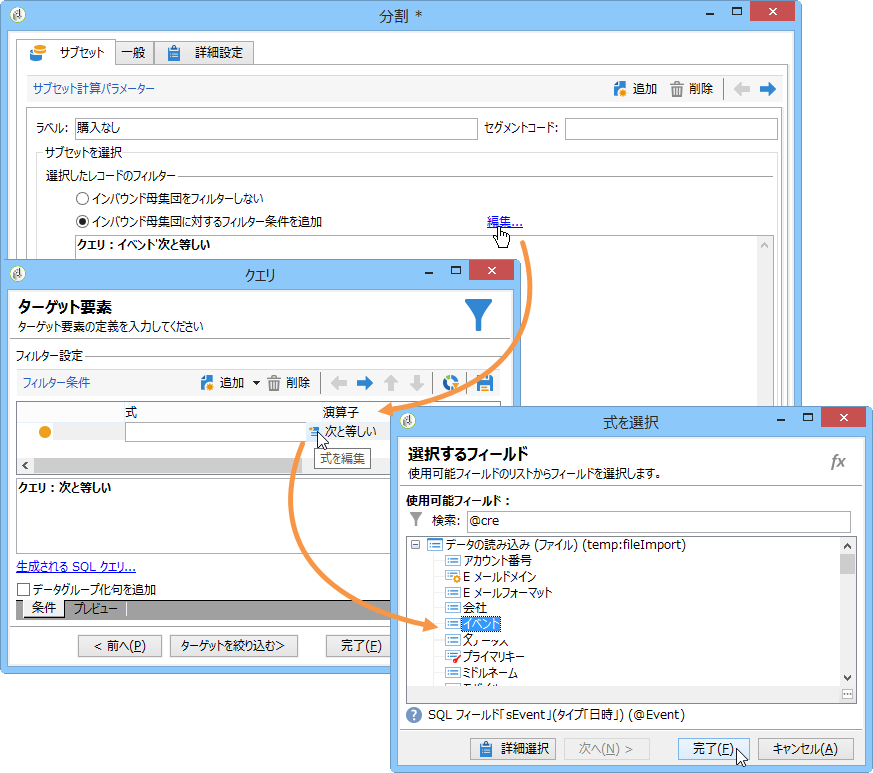 分割 *
サブセット 一般 詳細設定
サブセット計算パラメーター 追加 削除
ラベル: 購入なし セグメントコード:
サブセットを選択
選択したレコードのフィルター
インバウンド母集団をフィルターしない
インバウンド母集団に対するフィルター条件を追加 編集...
クエリ：イベント'次と等しい
クエリ
ターゲット要素
ターゲット要素の定義を入力してください
フィルター設定
フィルター条件 追加 削除
式 演算子
次と等しい
式を編集
クエリ：次と等しい
生成される SQL クエリ...
データグループ化句を追加
条件 プレビュー
< 前へ(P) ターゲットを絞り込む> 完了(F)
式を選択
選択するフィールド
使用可能フィールドのリストからフィールドを選択します。
fx
使用可能フィールド：
検索: @cre
データの読み込み (ファイル) (temp:fileImport)
アカウント番号
E メールドメイン
E メールフォーマット
会社
イベント
プライマリキー
ミドルネーム
SQL フィールド「sEvent」(タイプ「日時」) (@Event)
詳細選択 次へ(N) > 完了(F) キャンセル(A)